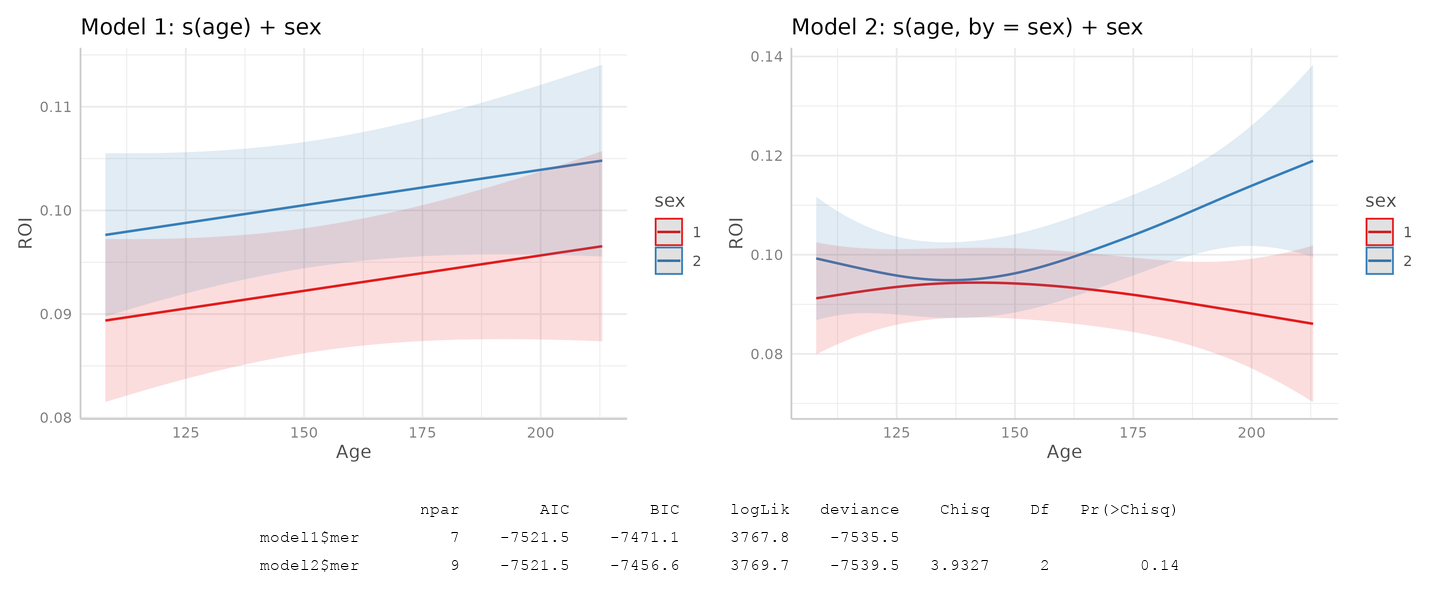 Model 1: s(age) + sex
0.11
0.10
0.09
0.08
ROI
125 150 175 200
Age
sex
1
2
Model 2: s(age, by = sex) + sex
0.14
0.12
0.10
0.08
ROI
125 150 175 200
Age
sex
1
2
npar AIC BIC logLik deviance Chisq Df Pr(>Chisq)
model1$mer 7 -7521.5 -7471.1 3767.8 -7535.5
model2$mer 9 -7521.5 -7456.6 3769.7 -7539.5 3.9327 2 0.14